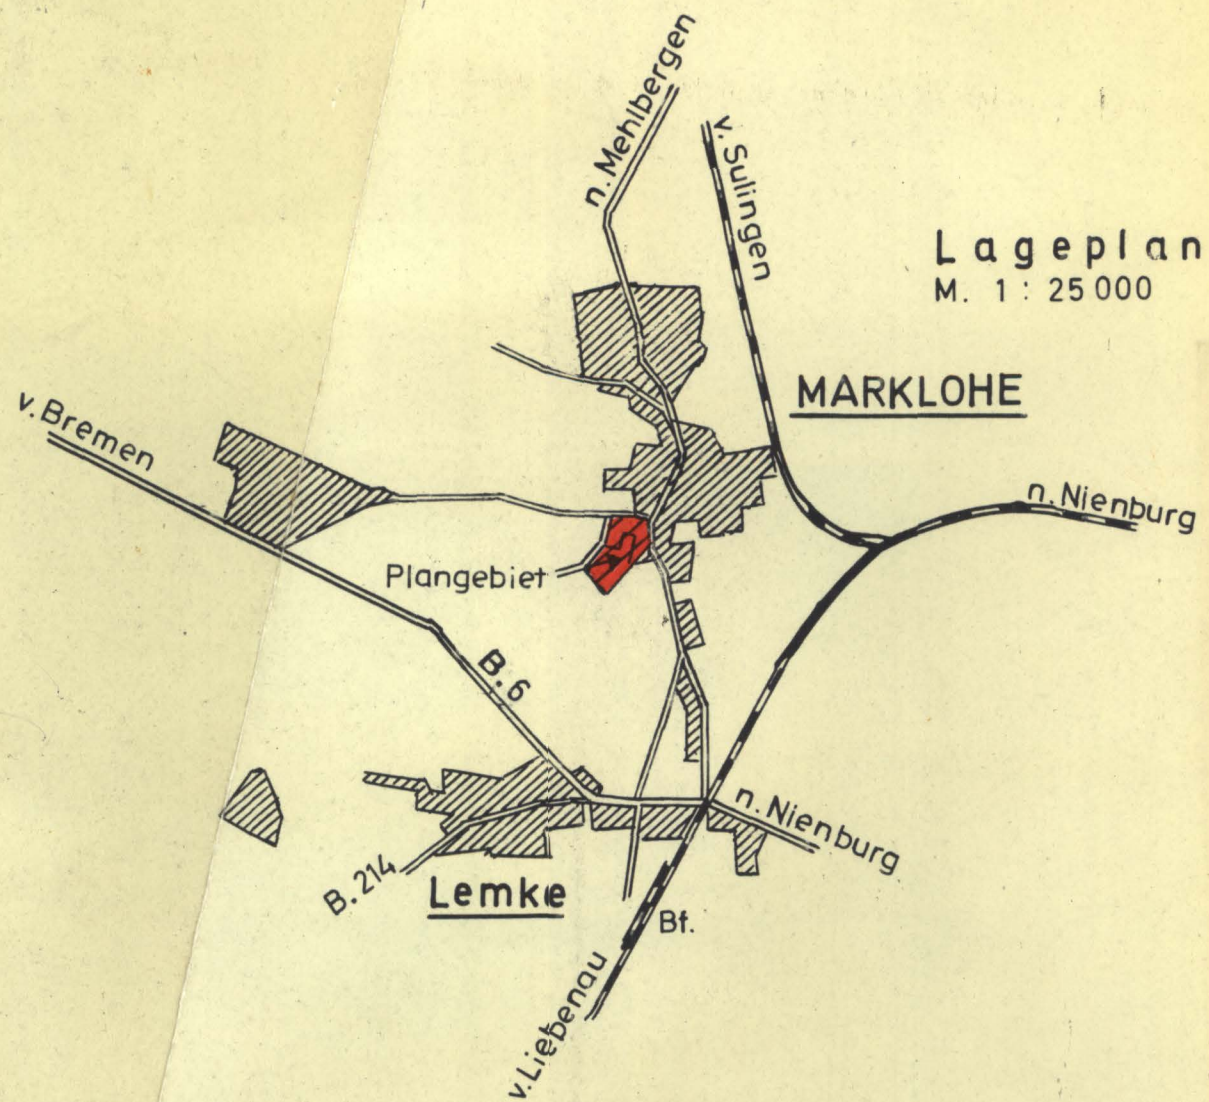 n. Mehlbergen
v. Sulingen
Lageplan
M. 1 : 25 000
MARKLOHE
v. Bremen
n. Nienburg
Plangebiet
B. 6
n. Nienburg
B. 214
Lemke
Bf.
v. Liebenau